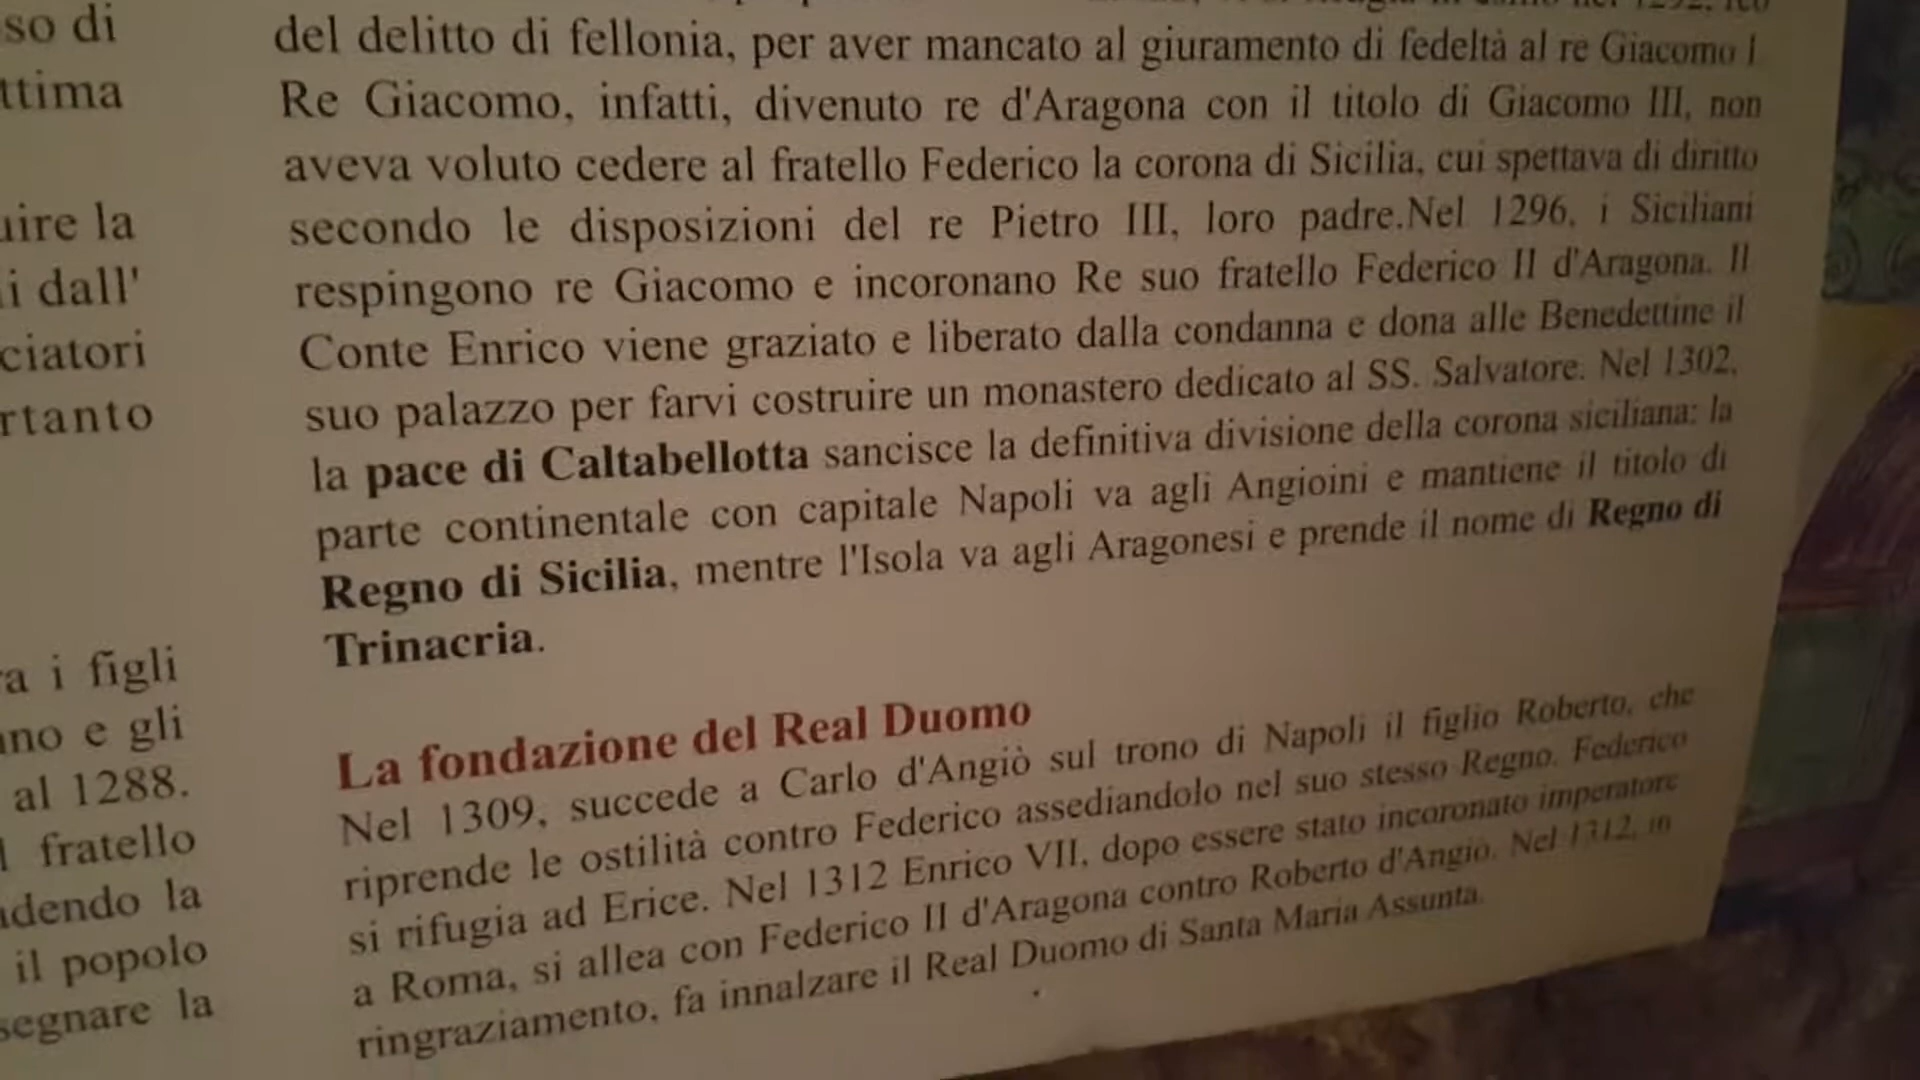 so di
ttima
uire la
i dall'
ciatori
rtanto
a i figli
ano e gli
al 1288.
l fratello
adendo la
il popolo
segnare la
del delitto di fellonia, per aver mancato al giuramento di fedeltà al re Giacomo I
Re Giacomo, infatti, divenuto re d'Aragona con il titolo di Giacomo III, non
aveva voluto cedere al fratello Federico la corona di Sicilia, cui spettava di diritto
secondo le disposizioni del re Pietro III, loro padre.Nel 1296, i Siciliani
respingono re Giacomo e incoronano Re suo fratello Federico II d'Aragona. Il
Conte Enrico viene graziato e liberato dalla condanna e dona alle Benedettine il
suo palazzo per farvi costruire un monastero dedicato al SS. Salvatore. Nel 1302,
la pace di Caltabellotta sancisce la definitiva divisione della corona siciliana: la
parte continentale con capitale Napoli va agli Angioini e mantiene il titolo di
Regno di Sicilia, mentre l'Isola va agli Aragonesi e prende il nome di Regno di
Trinacria.
La fondazione del Real Duomo
Nel 1309, succede a Carlo d'Angiò sul trono di Napoli il figlio Roberto, che
riprende le ostilità contro Federico assediandolo nel suo stesso Regno. Federico
si rifugia ad Erice. Nel 1312 Enrico VII, dopo essere stato incoronato imperatore
a Roma, si allea con Federico II d'Aragona contro Roberto d'Angiò. Nel 1312, in
ringraziamento, fa innalzare il Real Duomo di Santa Maria Assunta.